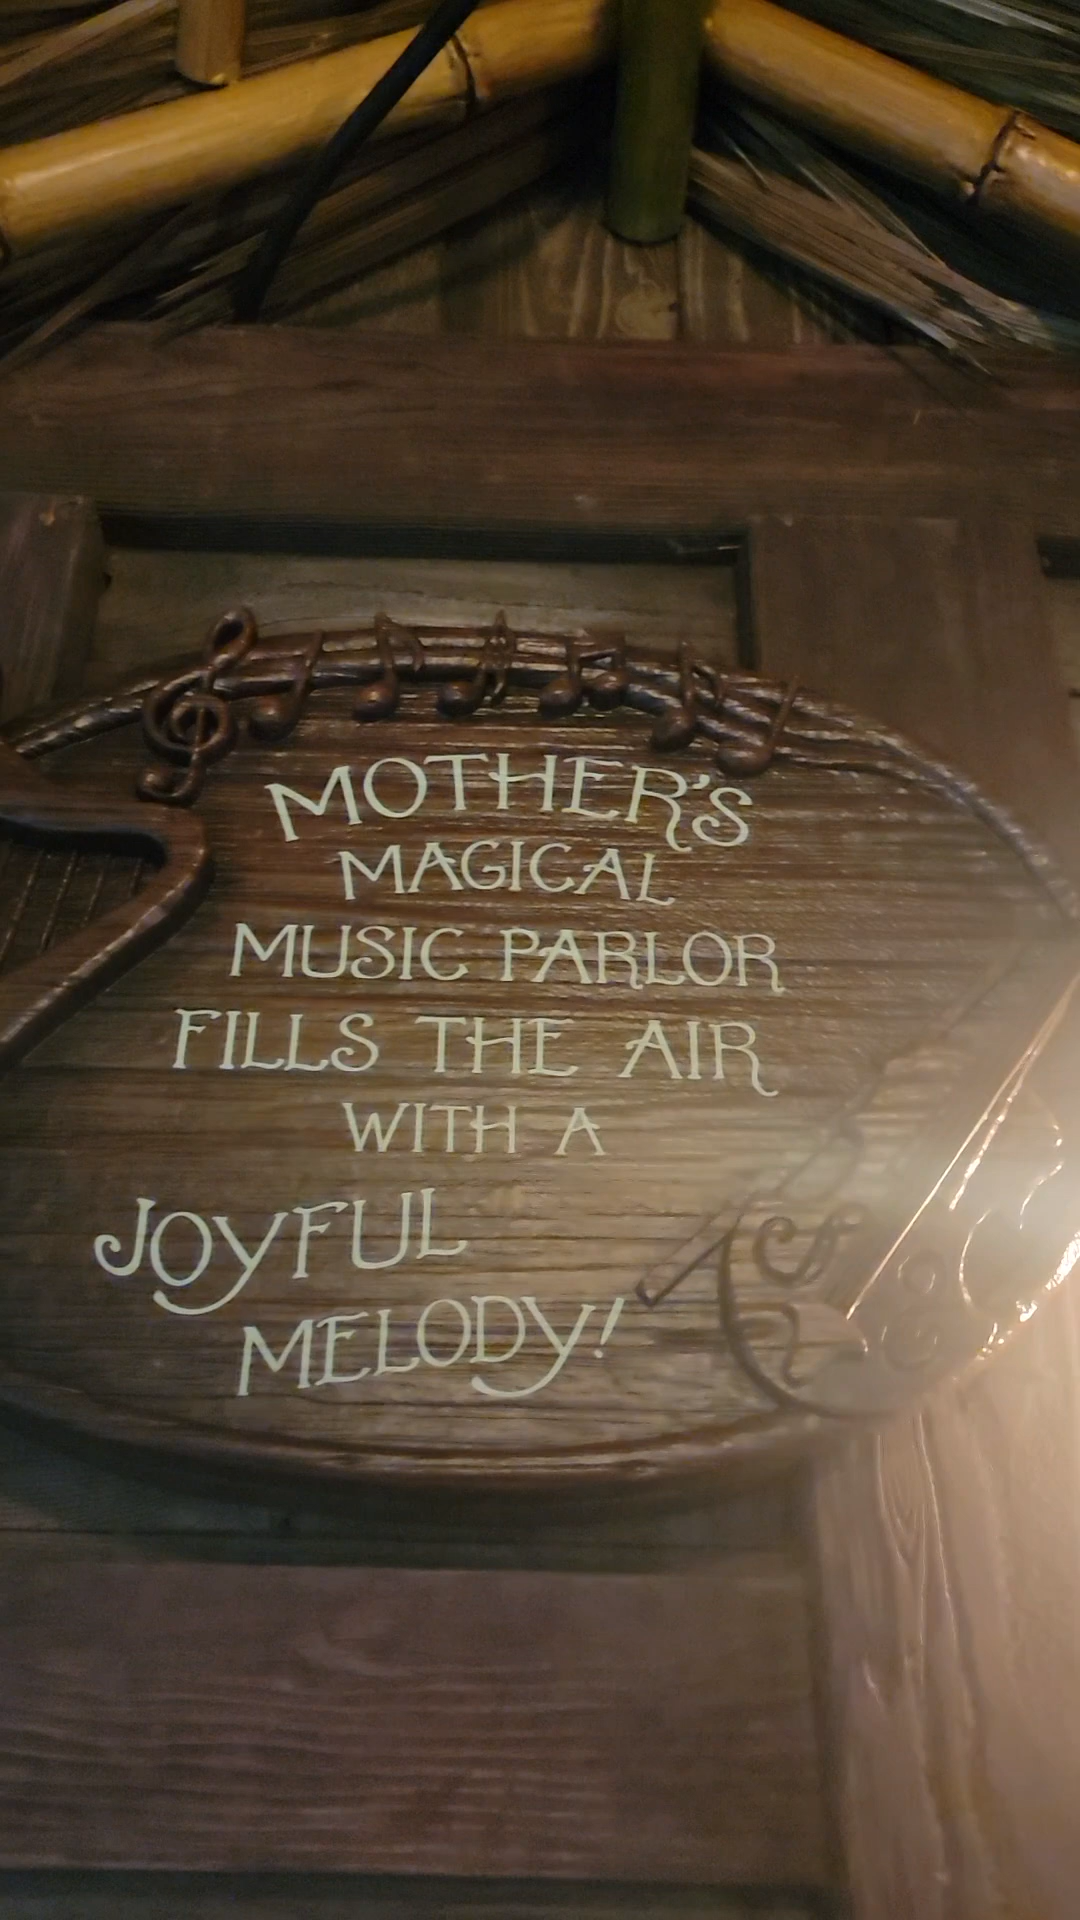 MOTHER'S
MAGICAL
MUSIC PARLOR
FILLS THE AIR
WITH A
JOYFUL
MELODY!